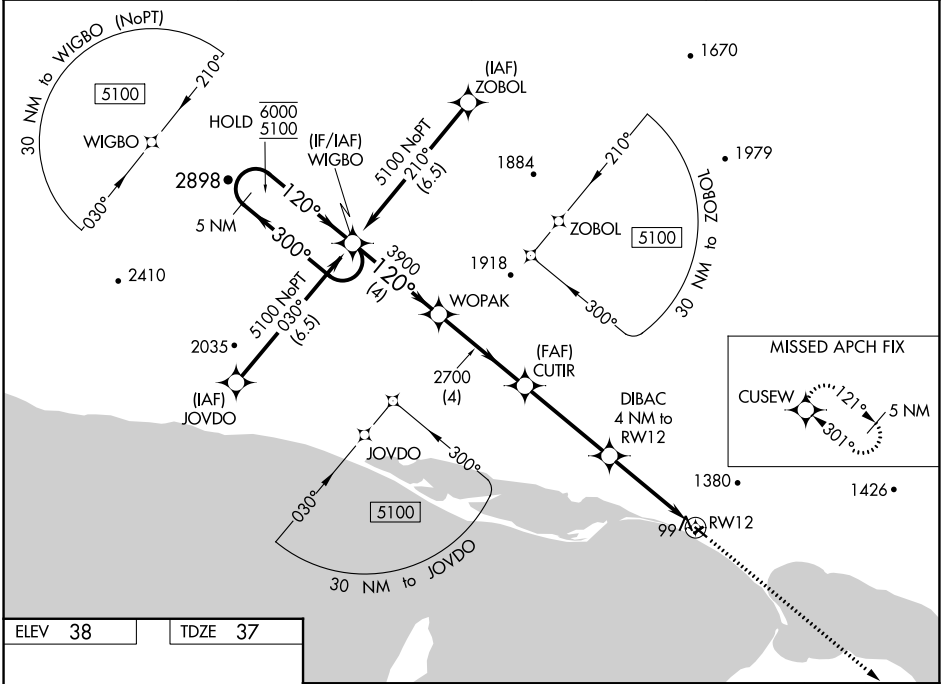 30 NM to WIGBO (NoPT)
5100
210°
WIGBO
030°
HOLD
6000
5100
(IF/IAF)
WIGBO
(IAF)
ZOBOL
5100 NoPT
210°
(6.5)
1670
1884
1979
210°
ZOBOL
5100
300°
30 NM to ZOBOL
2898
120°
5 NM
300°
2410
3900
120°
(4)
1918
WOPAK
5100 NoPT
030°
(6.5)
2035
(IAF)
JOVDO
2700
(4)
(FAF)
CUTIR
MISSED APCH FIX
CUSEW
121°
5 NM
301°
DIBAC
4 NM to
RW12
JOVDO
030°
300°
5100
30 NM to JOVDO
1380
1426
99
RW12
ELEV 38
TDZE 37